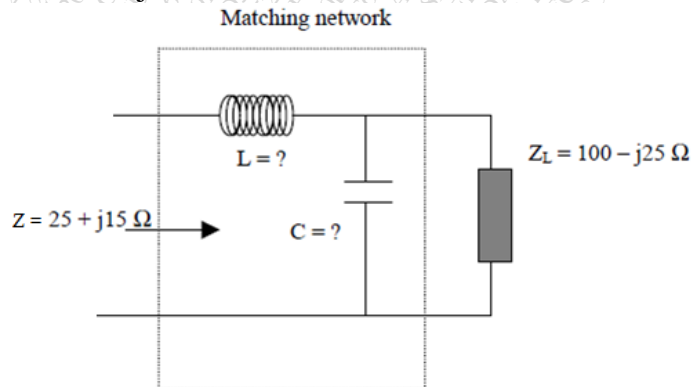 Matching network
L = ?
Z_L = 100 – j25 Ω
Z = 25 + j15 Ω
C = ?